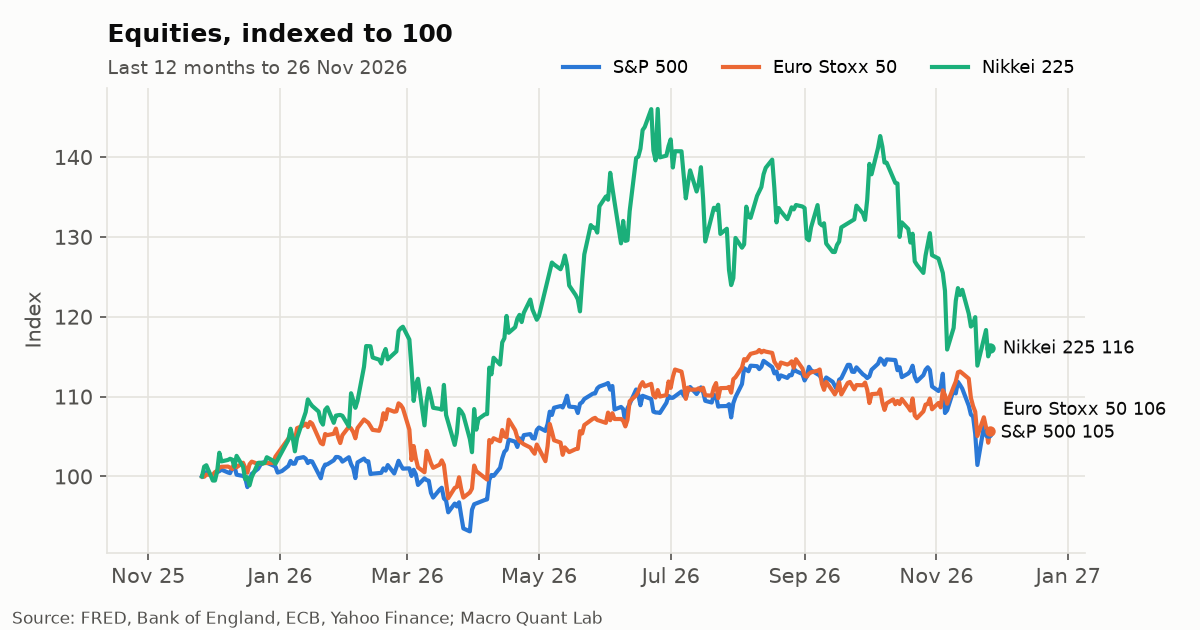 Equities, indexed to 100
Last 12 months to 26 Nov 2026
S&P 500
Euro Stoxx 50
Nikkei 225
140
130
120
110
100
Index
Nikkei 225 116
Euro Stoxx 50 106
S&P 500 105
Nov 25
Jan 26
Mar 26
May 26
Jul 26
Sep 26
Nov 26
Jan 27
Source: FRED, Bank of England, ECB, Yahoo Finance; Macro Quant Lab